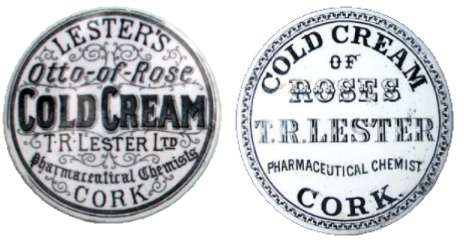 LESTER'S
Otto-of-Rose
COLD CREAM
T.R. LESTER LTD
Pharmaceutical Chemists
CORK
COLD CREAM
OF
ROSES
T.R. LESTER
PHARMACEUTICAL CHEMIST
CORK